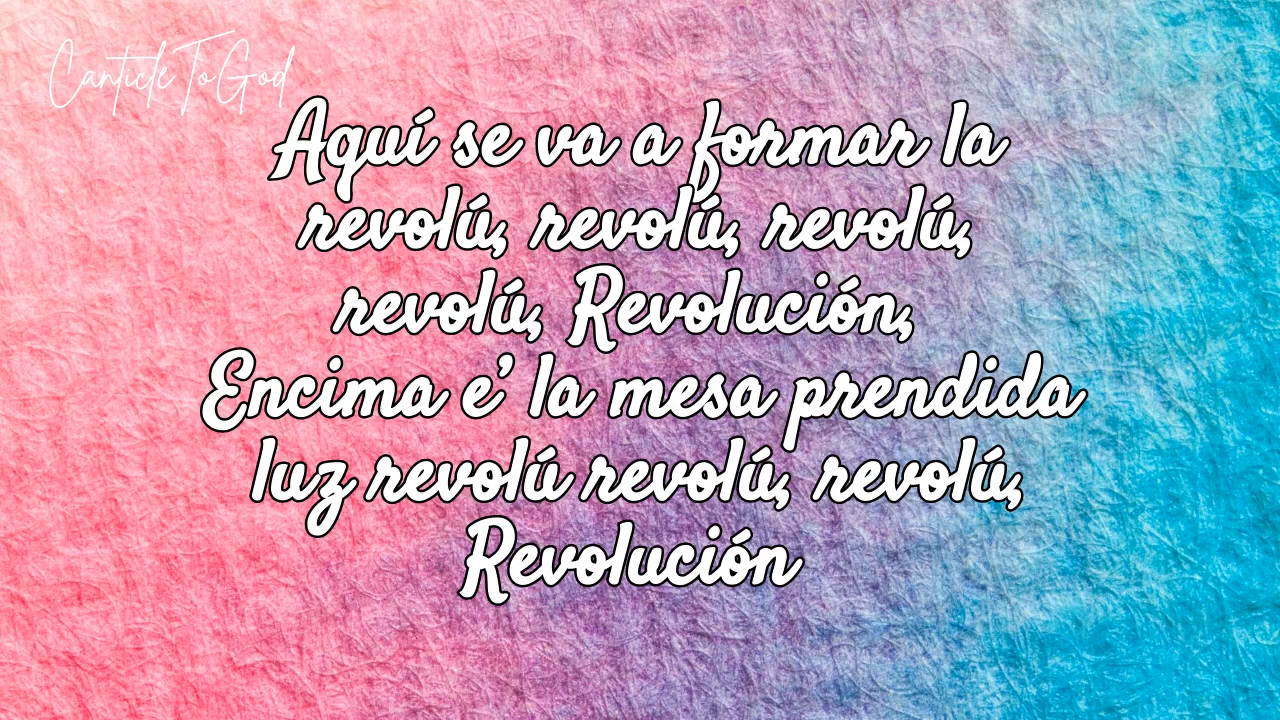 CanticleToGod
Aquí se va a formar la
revolú, revolú, revolú,
revolú, Revolución,
Encima e' la mesa prendida
luz revolú revolú, revolú,
Revolución